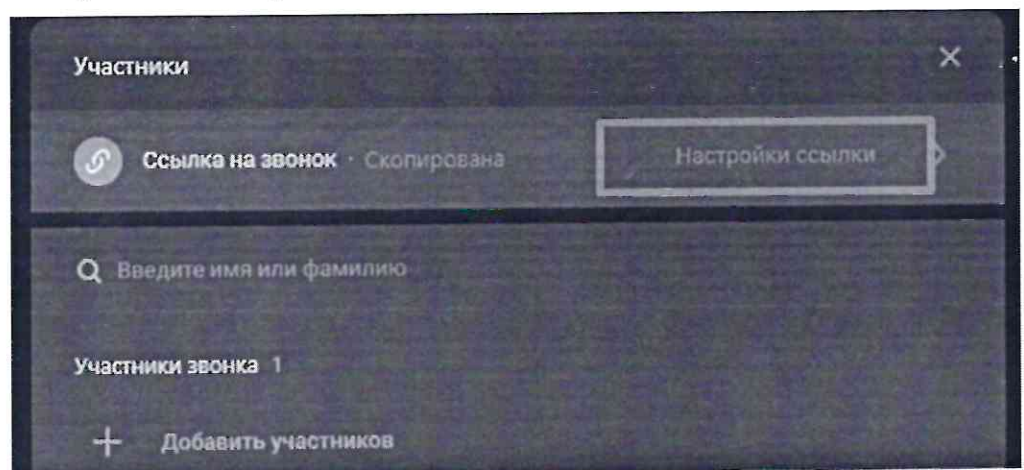 Участники
Ссылка на звонок · Скопирована Настройки ссылки
Введите имя или фамилию
Участники звонка 1
Добавить участников